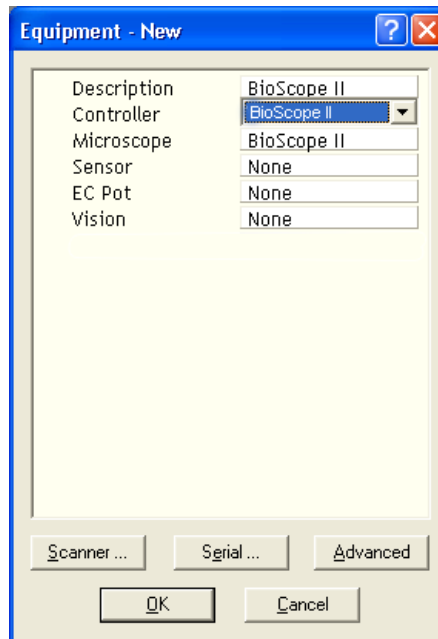 Equipment - New
Description BioScope II
Controller BioScope II
Microscope BioScope II
Sensor None
EC Pot None
Vision None
Scanner ... Serial ... Advanced
OK Cancel